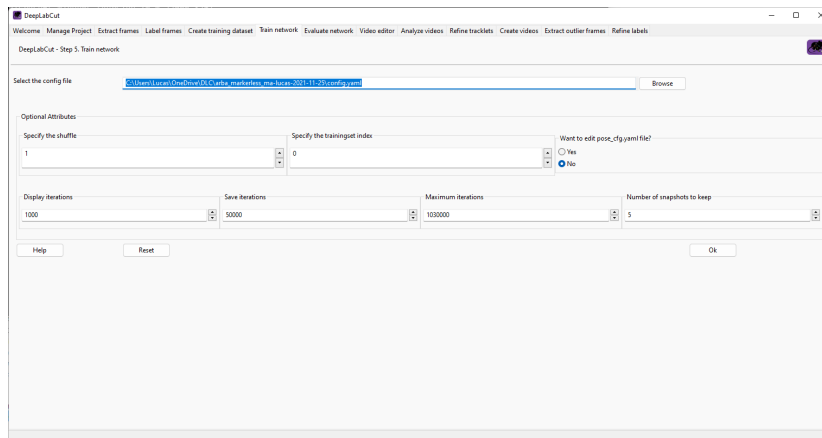 DeepLabCut
Welcome Manage Project Extract frames Label frames Create training dataset Train network Evaluate network Video editor Analyze videos Refine tracklets Create videos Extract outlier frames Refine labels
DeepLabCut - Step 5. Train network
Select the config file C:\Users\Lucas\OneDrive\DLC\arba_markerless_ma-lucas-2021-11-25\config.yaml Browse
Optional Attributes
Specify the shuffle Specify the trainingset index Want to edit pose_cfg.yaml file?
1 0 Yes
No
Display iterations Save iterations Maximum iterations Number of snapshots to keep
1000 50000 1030000 5
Help Reset Ok